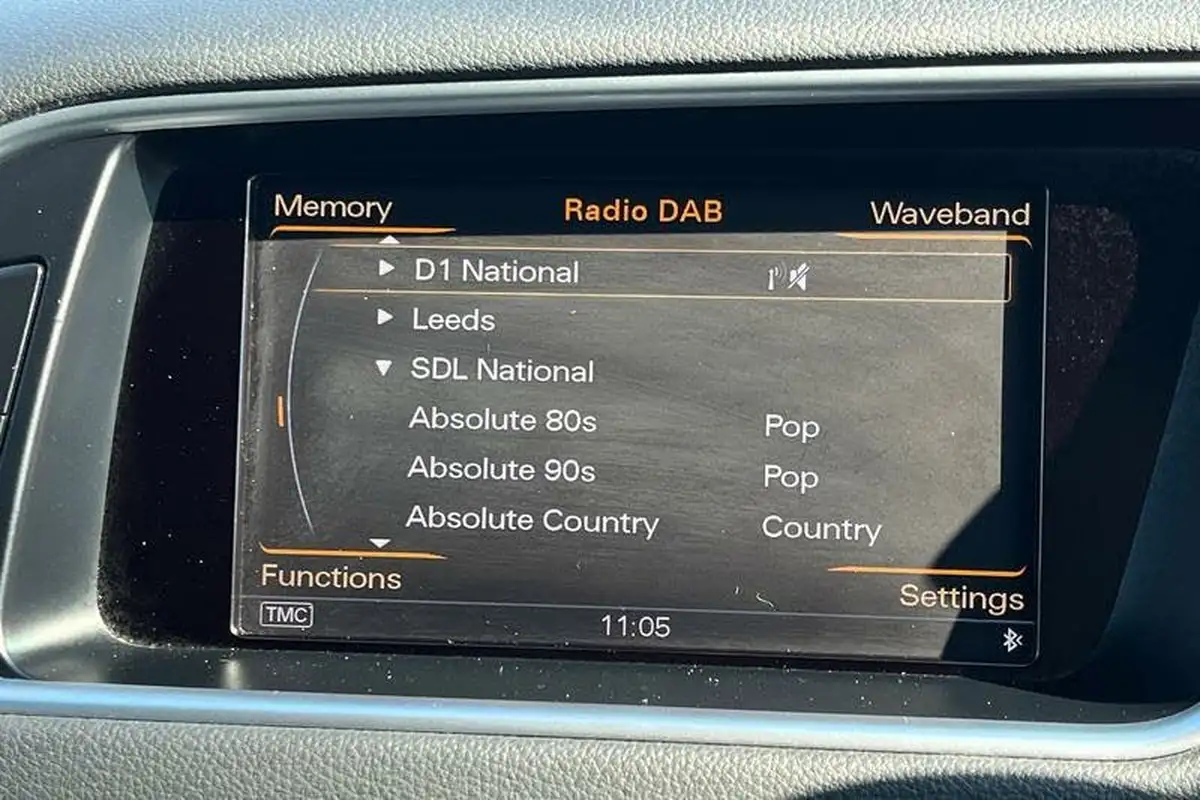 Memory Radio DAB Waveband
D1 National
Leeds
SDL National
Absolute 80s Pop
Absolute 90s Pop
Absolute Country Country
Functions Settings
TMC 11:05